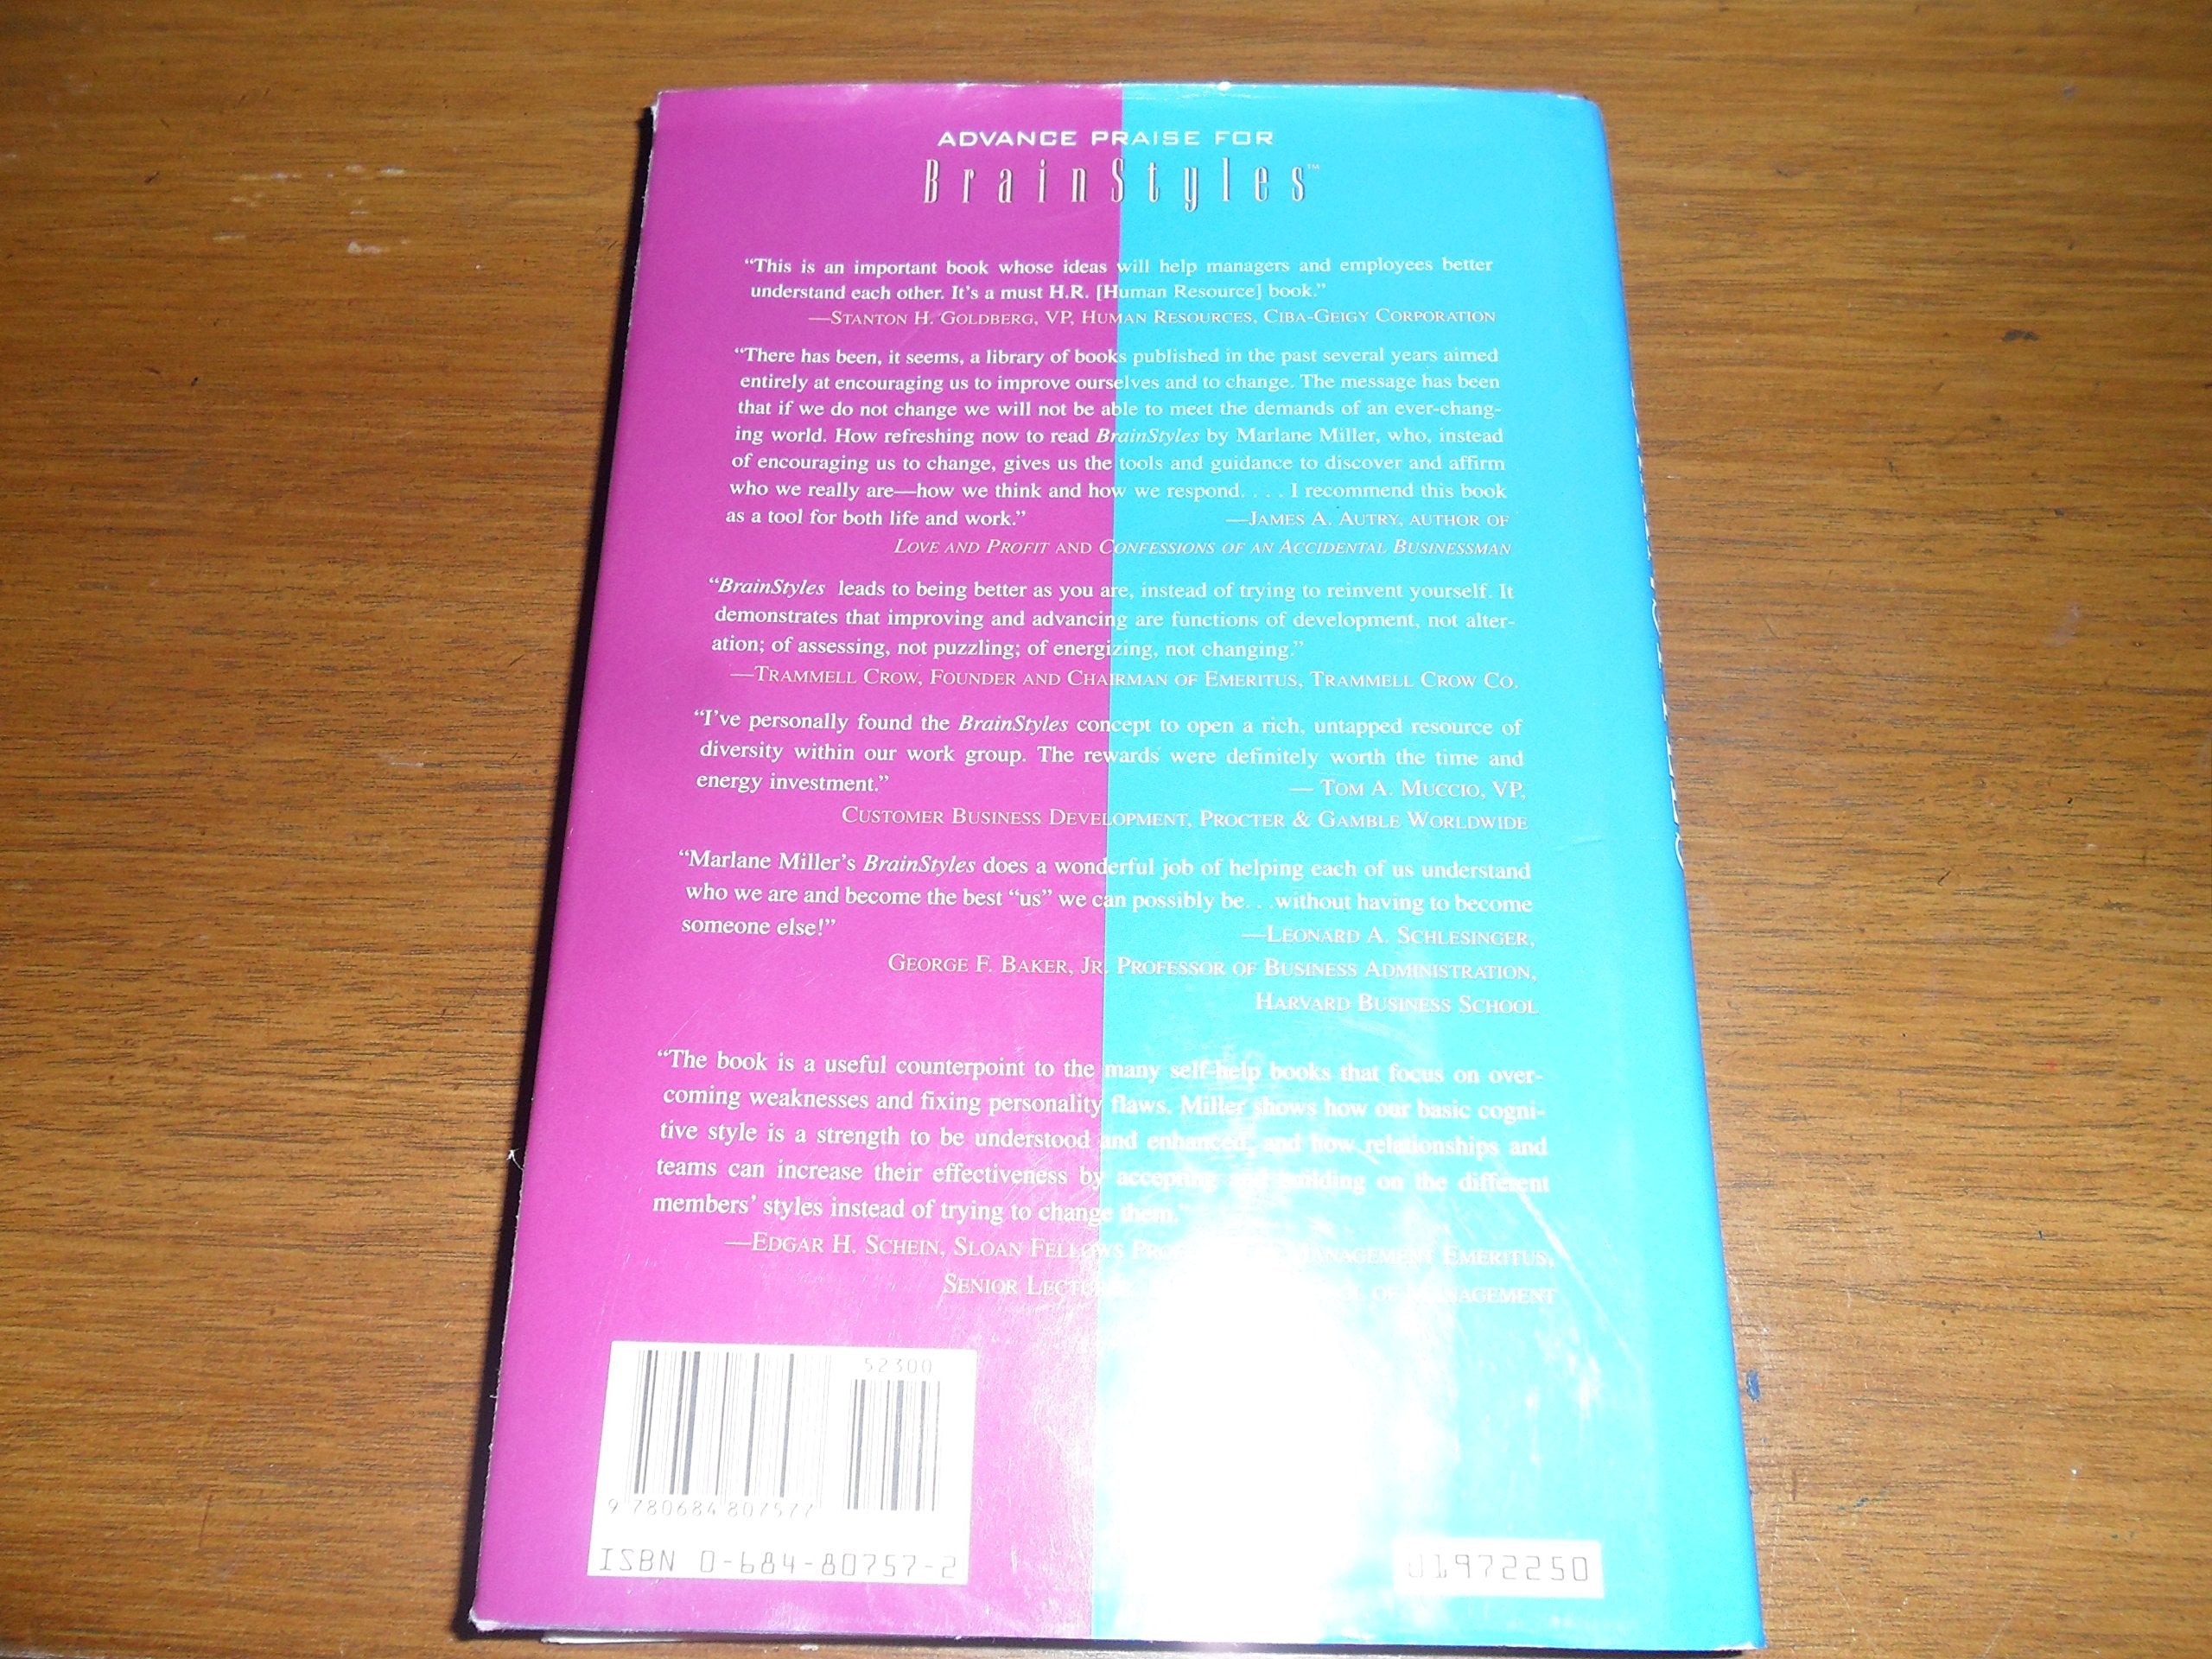 ADVANCE PRAISE FOR
BrainStyles™
“This is an important book whose ideas will help managers and employees better
understand each other. It’s a must H.R. [Human Resource] book.”
—STANTON H. GOLDBERG, VP, HUMAN RESOURCES, CIBA-GEIGY CORPORATION
“There has been, it seems, a library of books published in the past several years aimed
entirely at encouraging us to improve ourselves and to change. The message has been
that if we do not change we will not be able to meet the demands of an ever-chang-
ing world. How refreshing now to read BrainStyles by Marlane Miller, who, instead
of encouraging us to change, gives us the tools and guidance to discover and affirm
who we really are—how we think and how we respond. . . . I recommend this book
as a tool for both life and work.” —JAMES A. AUTRY, AUTHOR OF
LOVE AND PROFIT AND CONFESSIONS OF AN ACCIDENTAL BUSINESSMAN
“BrainStyles leads to being better as you are, instead of trying to reinvent yourself. It
demonstrates that improving and advancing are functions of development, not alter-
ation; of assessing, not puzzling; of energizing, not changing.”
—TRAMMELL CROW, FOUNDER AND CHAIRMAN OF EMERITUS, TRAMMELL CROW CO.
“I’ve personally found the BrainStyles concept to open a rich, untapped resource of
diversity within our work group. The rewards were definitely worth the time and
energy investment.” — TOM A. MUCCIO, VP,
CUSTOMER BUSINESS DEVELOPMENT, PROCTER & GAMBLE WORLDWIDE
“Marlane Miller’s BrainStyles does a wonderful job of helping each of us understand
who we are and become the best “us” we can possibly be. . .without having to become
someone else!” —LEONARD A. SCHLESINGER,
GEORGE F. BAKER, JR. PROFESSOR OF BUSINESS ADMINISTRATION,
HARVARD BUSINESS SCHOOL
“The book is a useful counterpoint to the many self-help books that focus on over-
coming weaknesses and fixing personality flaws. Miller shows how our basic cogni-
tive style is a strength to be understood and enhanced, and how relationships and
teams can increase their effectiveness by accepting and building on the different
members’ styles instead of trying to change them.”
—EDGAR H. SCHEIN, SLOAN FELLOWS MANAGEMENT EMERITUS,
SENIOR OF MANAGEMENT
52300
9 780684 807577
ISBN 0-684-80757-2
01972250